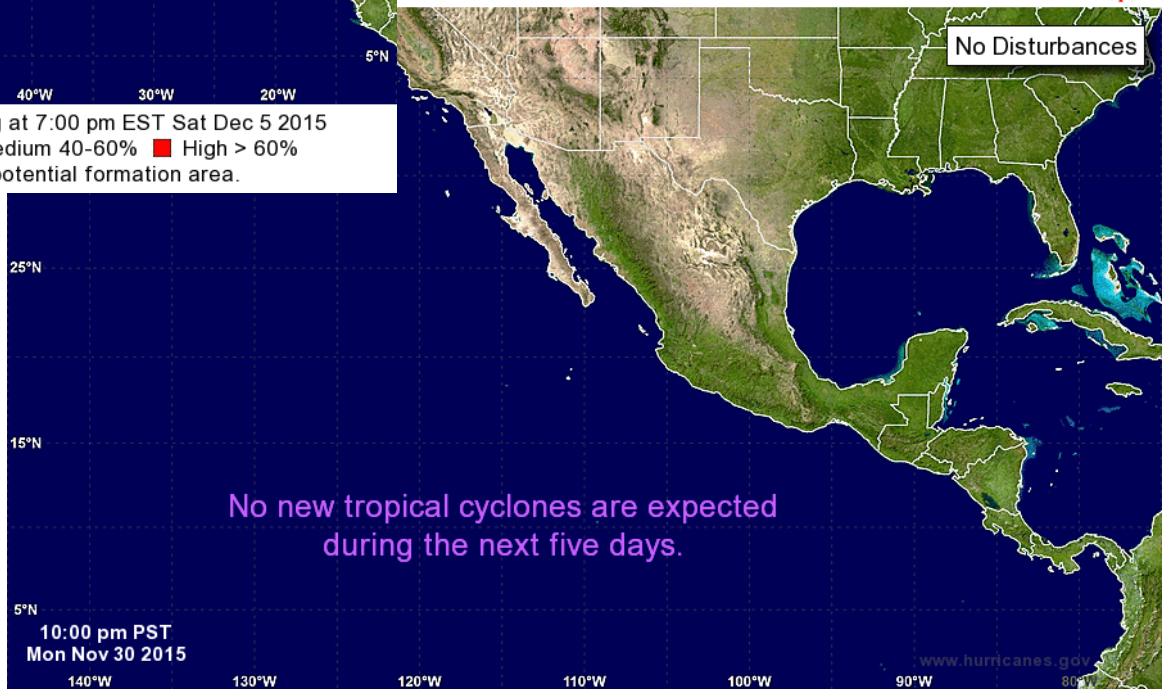 5°N
40°W 30°W 20°W
at 7:00 pm EST Sat Dec 5 2015
40-60% High > 60%
potential formation area.
No Disturbances
25°N
15°N
No new tropical cyclones are expected
during the next five days.
5°N
10:00 pm PST
Mon Nov 30 2015
www.hurricanes.gov
140°W 130°W 120°W 110°W 100°W 90°W